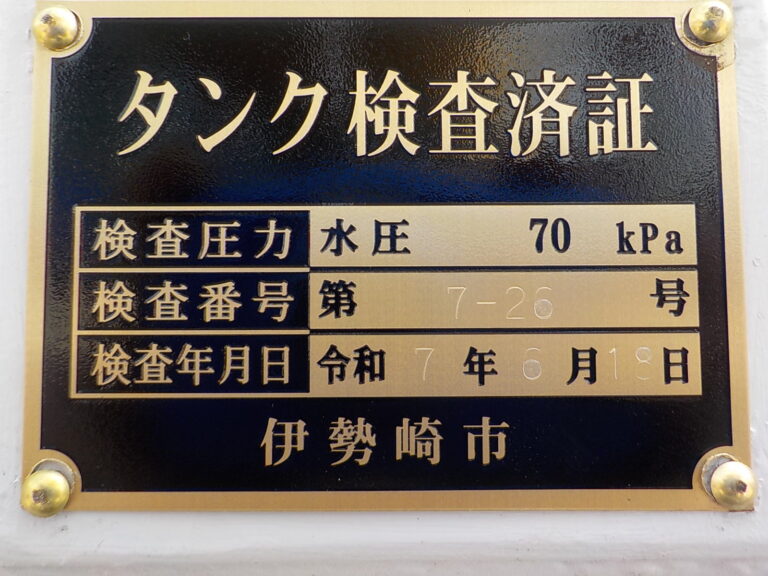 タンク検査済証
検査圧力 水圧 70 kPa
検査番号 第 7-26 号
検査年月日 令和 7 年 6 月 18 日
伊勢崎市